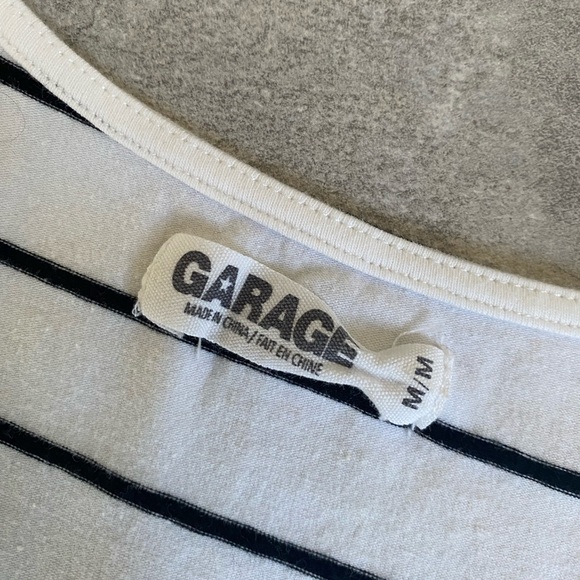 GARAGE
MADE IN CHINA / FAIT EN CHINE
M/M